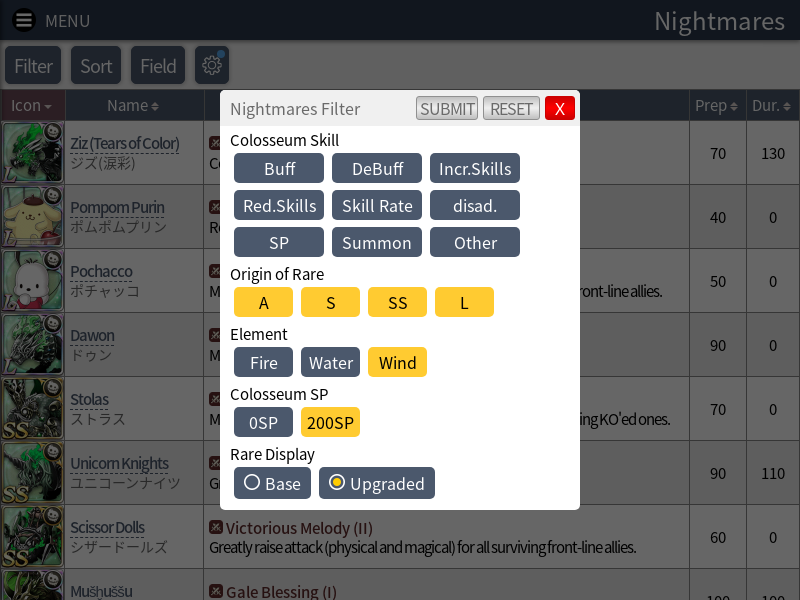 MENU
Nightmares
Filter
Sort
Field
Icon
Name
Prep
Dur.
Nightmares Filter
SUBMIT
RESET
X
Colosseum Skill
Buff
DeBuff
Incr.Skills
Red.Skills
Skill Rate
disad.
SP
Summon
Other
Origin of Rare
A
S
SS
L
Element
Fire
Water
Wind
Colosseum SP
0SP
200SP
Rare Display
Base
Upgraded
Ziz (Tears of Color)
ジズ(涙彩)
70
130
Pompom Purin
ポムポムプリン
40
0
Pochacco
ポチャッコ
ront-line allies.
50
0
Dawon
ドゥン
90
0
Stolas
ストラス
ing KO'ed ones.
70
0
SS
Unicorn Knights
ユニコーンナイツ
90
110
SS
Scissor Dolls
シザードールズ
Victorious Melody (II)
Greatly raise attack (physical and magical) for all surviving front-line allies.
60
0
SS
Mušḫuššu
Gale Blessing (I)
100
100